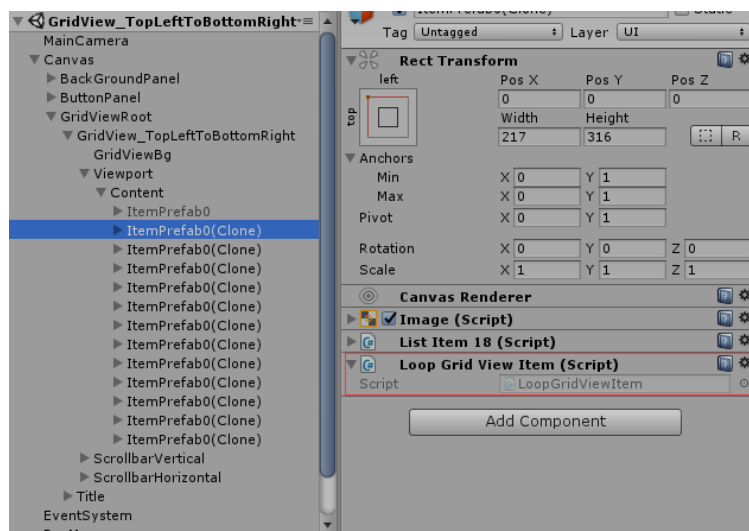 GridView_TopLeftToBottomRight*
MainCamera
Canvas
BackGroundPanel
ButtonPanel
GridViewRoot
GridView_TopLeftToBottomRight
GridViewBg
Viewport
Content
ItemPrefab0
ItemPrefab0(Clone)
ItemPrefab0(Clone)
ItemPrefab0(Clone)
ItemPrefab0(Clone)
ItemPrefab0(Clone)
ItemPrefab0(Clone)
ItemPrefab0(Clone)
ItemPrefab0(Clone)
ItemPrefab0(Clone)
ItemPrefab0(Clone)
ItemPrefab0(Clone)
ItemPrefab0(Clone)
ScrollbarVertical
ScrollbarHorizontal
Title
EventSystem
Tag Untagged Layer UI
Rect Transform
left Pos X Pos Y Pos Z
0 0 0
top Width Height
217 316 R
Anchors
Min X 0 Y 1
Max X 0 Y 1
Pivot X 0 Y 1
Rotation X 0 Y 0 Z 0
Scale X 1 Y 1 Z 1
Canvas Renderer
Image (Script)
List Item 18 (Script)
Loop Grid View Item (Script)
Script LoopGridViewItem
Add Component